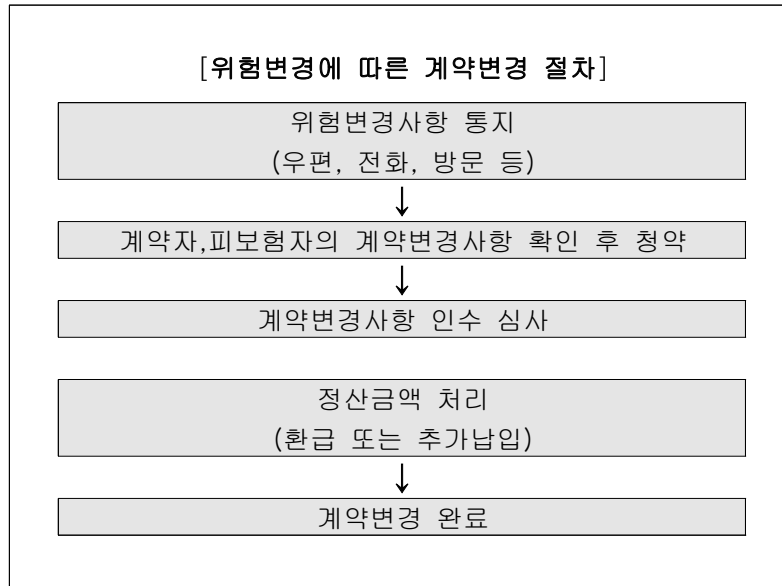 [위험변경에 따른 계약변경 절차]
위험변경사항 통지
(우편, 전화, 방문 등)
↓
계약자,피보험자의 계약변경사항 확인 후 청약
↓
계약변경사항 인수 심사
정산금액 처리
(환급 또는 추가납입)
↓
계약변경 완료